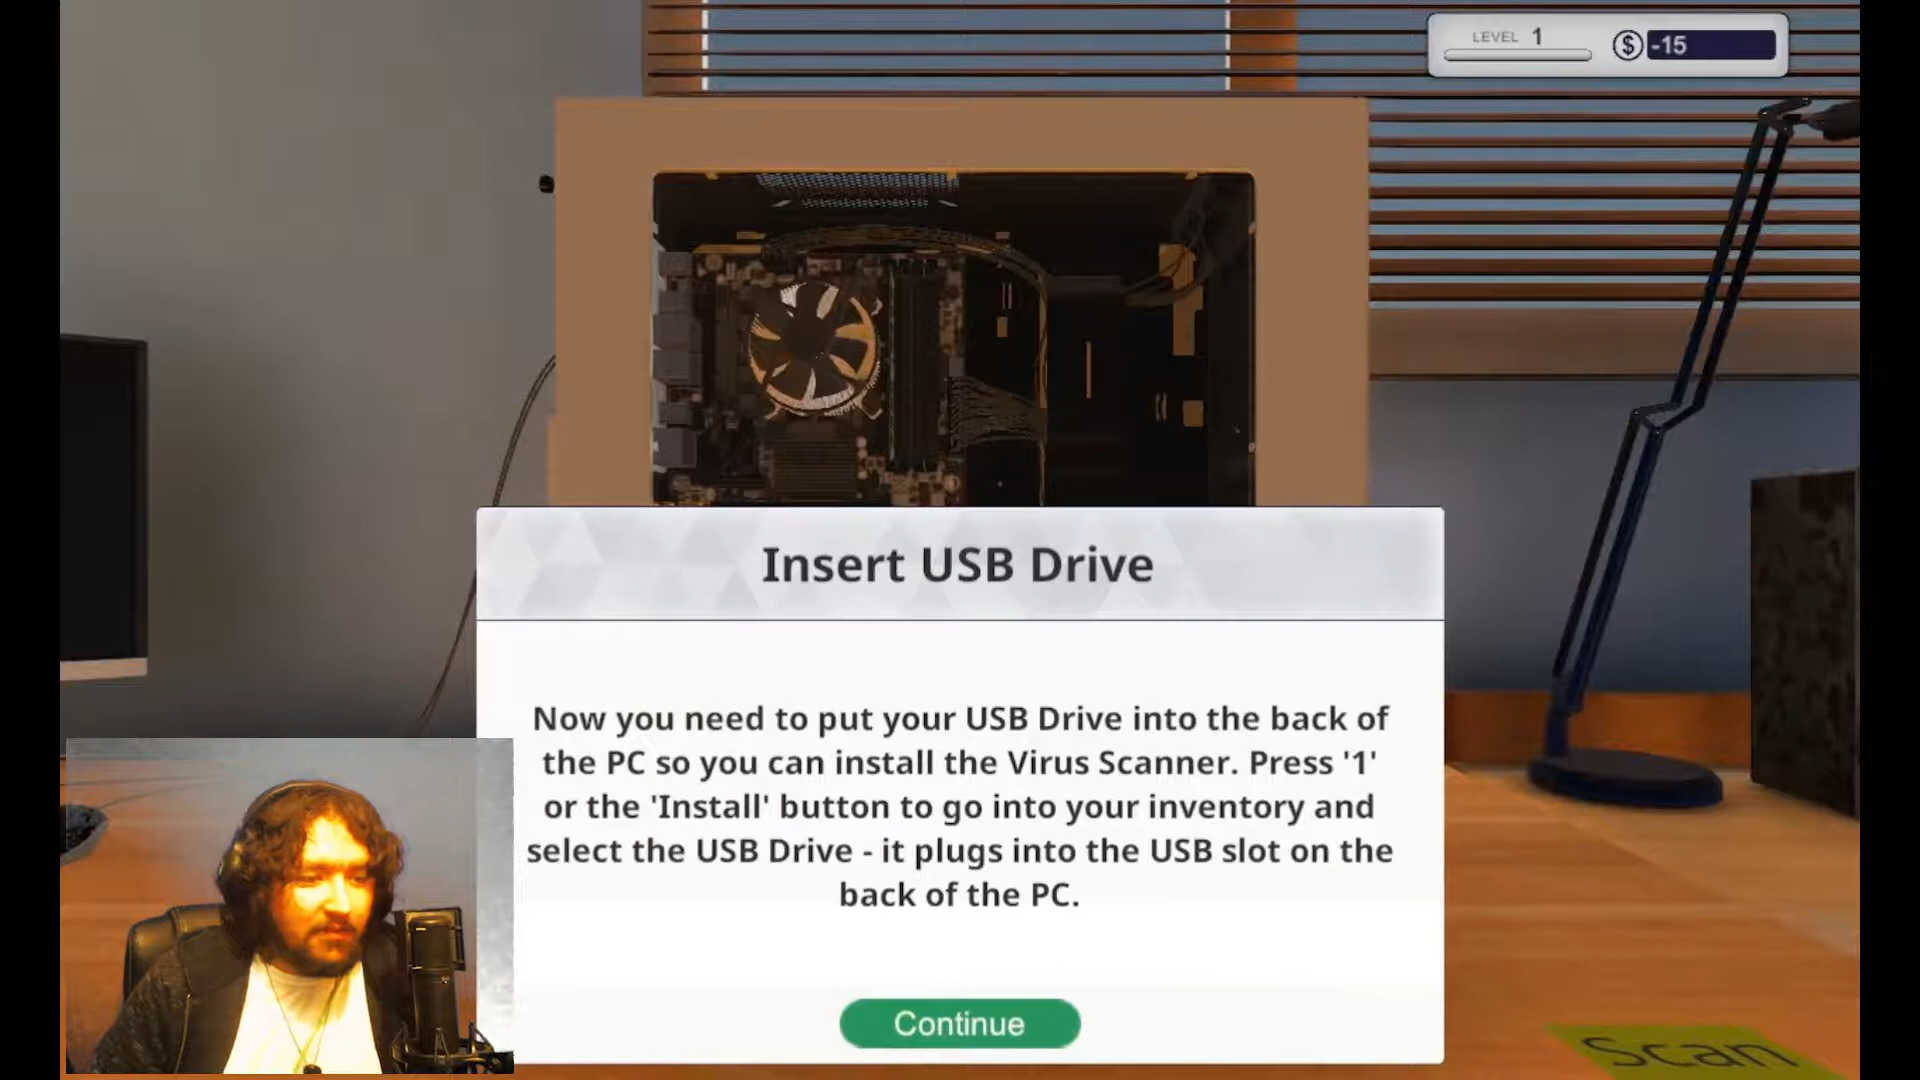 LEVEL 1
$ -15
Insert USB Drive
Now you need to put your USB Drive into the back of
the PC so you can install the Virus Scanner. Press '1'
or the 'Install' button to go into your inventory and
select the USB Drive - it plugs into the USB slot on the
back of the PC.
Continue
Scan